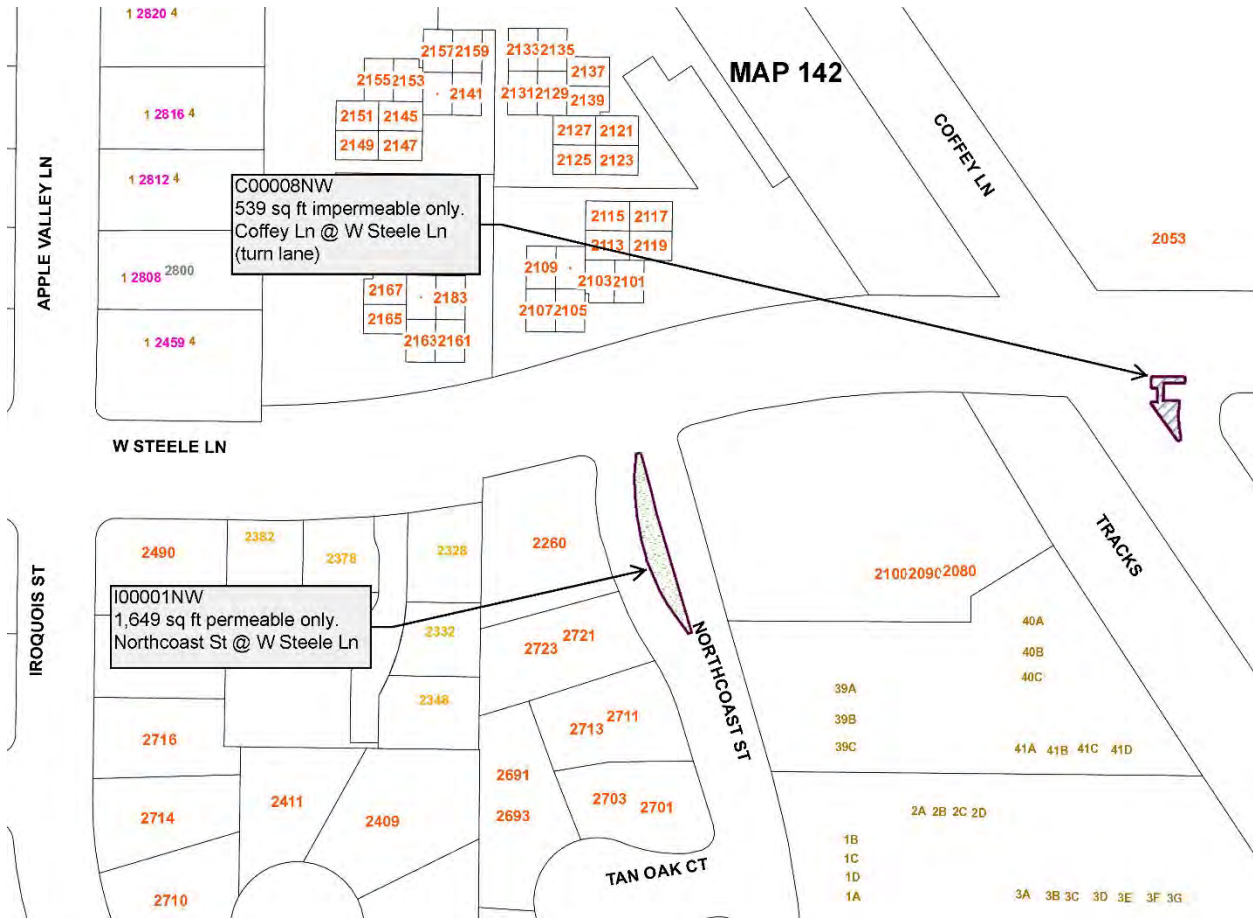 1 2820 4
2157 2159
2133 2135
MAP 142
2155 2153
2137
2141
2131 2129
2139
1 2816 4
2151 2145
2127 2121
COFFEY LN
2149 2147
2125 2123
1 2812 4
C00008NW
539 sq ft impermeable only.
Coffey Ln @ W Steele Ln
(turn lane)
APPLE VALLEY LN
2115 2117
2113 2119
2053
1 2808 2800
2109
2103 2101
2167
2183
2107 2105
2165
1 2459 4
2163 2161
W STEELE LN
2490
2382
2378
2328
2260
TRACKS
2100 2090 2080
I00001NW
1,649 sq ft permeable only.
Northcoast St @ W Steele Ln
IROQUOIS ST
2332
2723 2721
NORTHCOAST ST
40A
40B
40C
2348
39A
39B
39C
2716
2713 2711
41A 41B 41C 41D
2691
2411
2703 2701
2714
2409
2693
2A 2B 2C 2D
1B
1C
1D
1A
TAN OAK CT
2710
3A 3B 3C 3D 3E 3F 3G